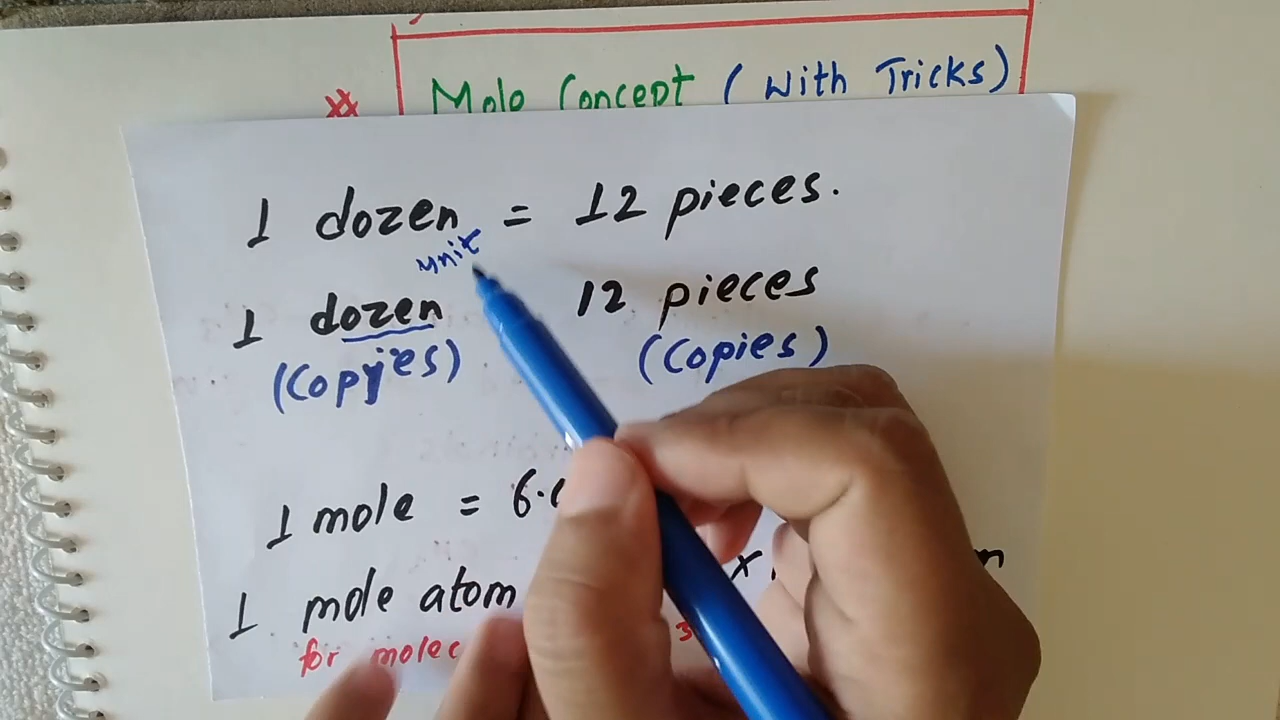 Mole Concept ( With Tricks)
1 dozen = 12 pieces.
unit
1 dozen 12 pieces
(Copies) (Copies)
1 mole = 6.
1 mole atom x
for 3